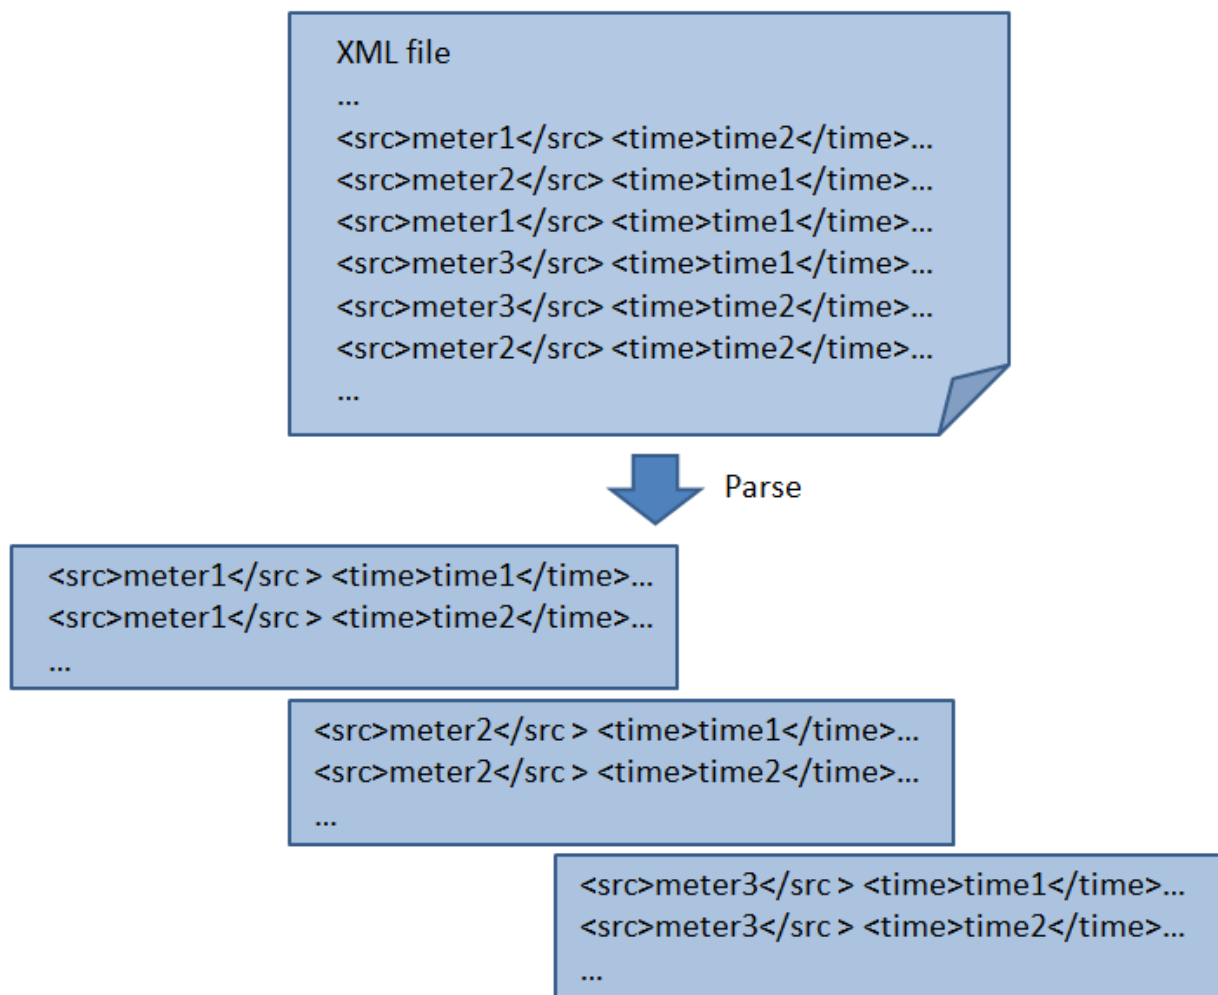 XML file
...
<src>meter1</src> <time>time2</time>...
<src>meter2</src> <time>time1</time>...
<src>meter1</src> <time>time1</time>...
<src>meter3</src> <time>time1</time>...
<src>meter3</src> <time>time2</time>...
<src>meter2</src> <time>time2</time>...
...
Parse
<src>meter1</src > <time>time1</time>...
<src>meter1</src > <time>time2</time>...
...
<src>meter2</src > <time>time1</time>...
<src>meter2</src > <time>time2</time>...
...
<src>meter3</src > <time>time1</time>...
<src>meter3</src > <time>time2</time>...
...